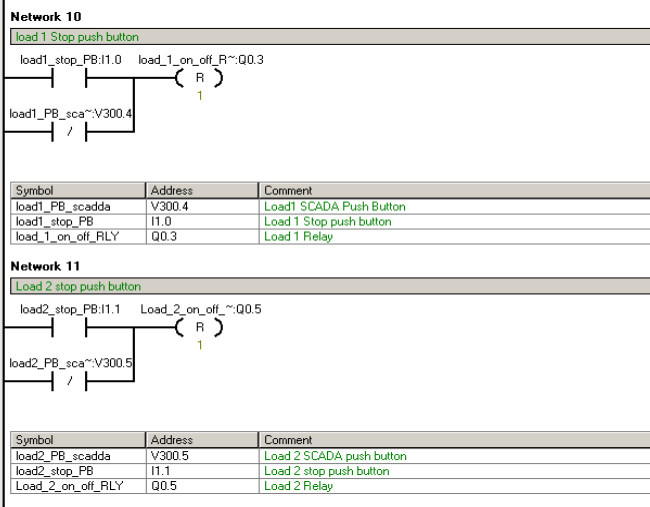 Network 10
load 1 Stop push button
load1_stop_PB:I1.0 load_1_on_off_R~:Q0.3
R
1
load1_PB_sca~:V300.4
/
Symbol Address Comment
load1_PB_scadda V300.4 Load1 SCADA Push Button
load1_stop_PB I1.0 Load 1 Stop push button
load_1_on_off_RLY Q0.3 Load 1 Relay
Network 11
Load 2 stop push button
load2_stop_PB:I1.1 Load_2_on_off_~:Q0.5
R
1
load2_PB_sca~:V300.5
/
Symbol Address Comment
load2_PB_scadda V300.5 Load 2 SCADA push button
load2_stop_PB I1.1 Load 2 stop push button
Load_2_on_off_RLY Q0.5 Load 2 Relay